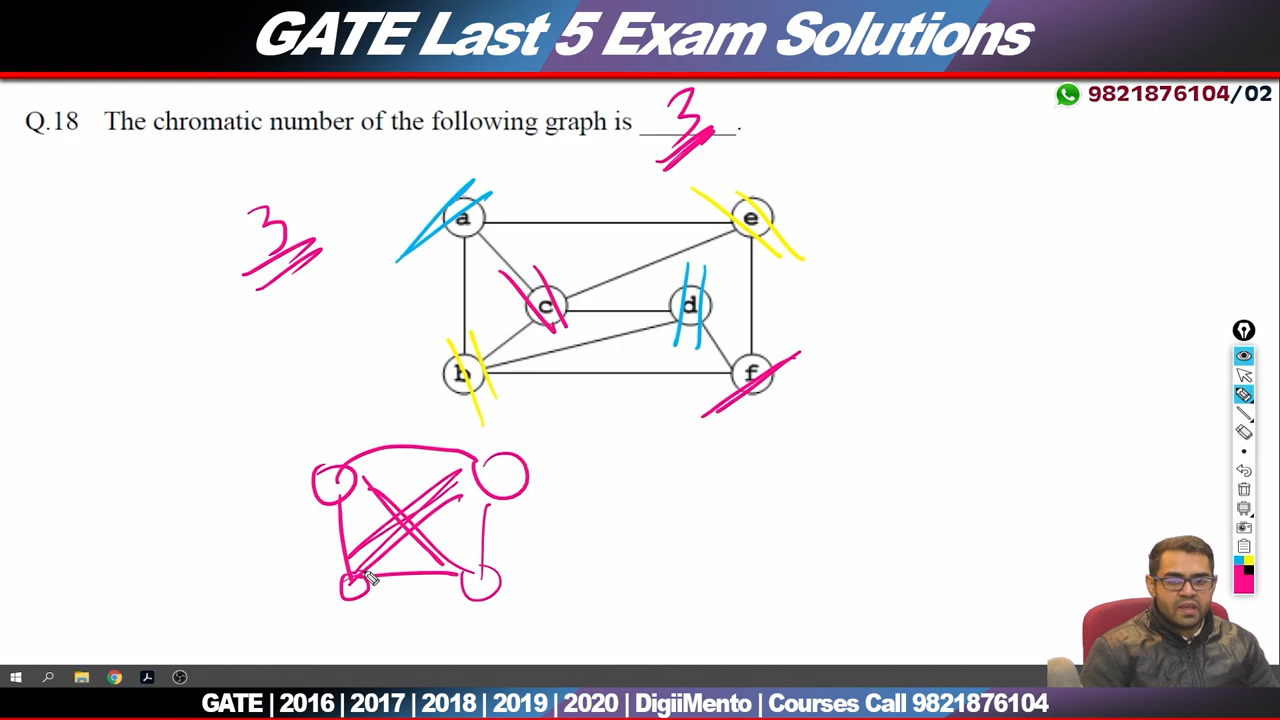 GATE Last 5 Exam Solutions
9821876104/02
Q.18 The chromatic number of the following graph is ______.
3
3
a
e
c
d
b
f
GATE | 2016 | 2017 | 2018 | 2019 | 2020 | DigiiMento | Courses Call 9821876104